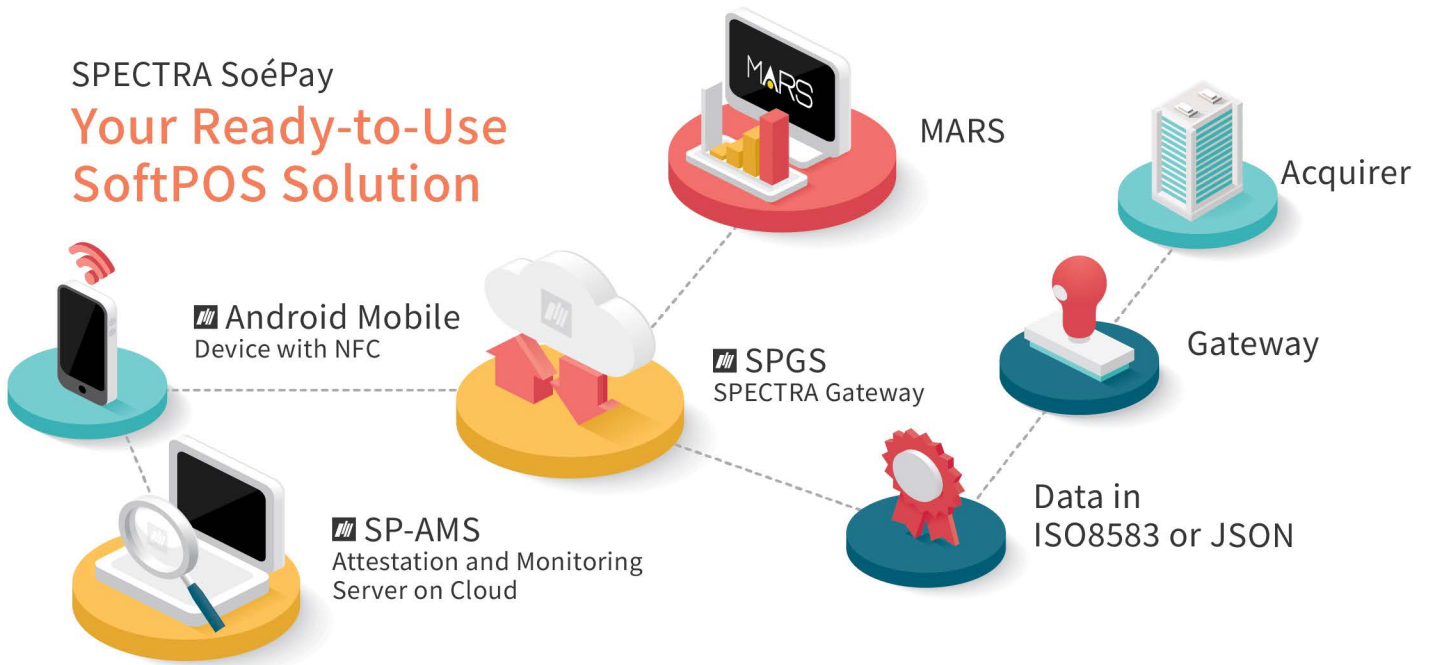 SPECTRA SoéPay
Your Ready-to-Use
SoftPOS Solution
MARS
MARS
Acquirer
Android Mobile
Device with NFC
SPGS
SPECTRA Gateway
Gateway
SP-AMS
Attestation and Monitoring
Server on Cloud
Data in
ISO8583 or JSON